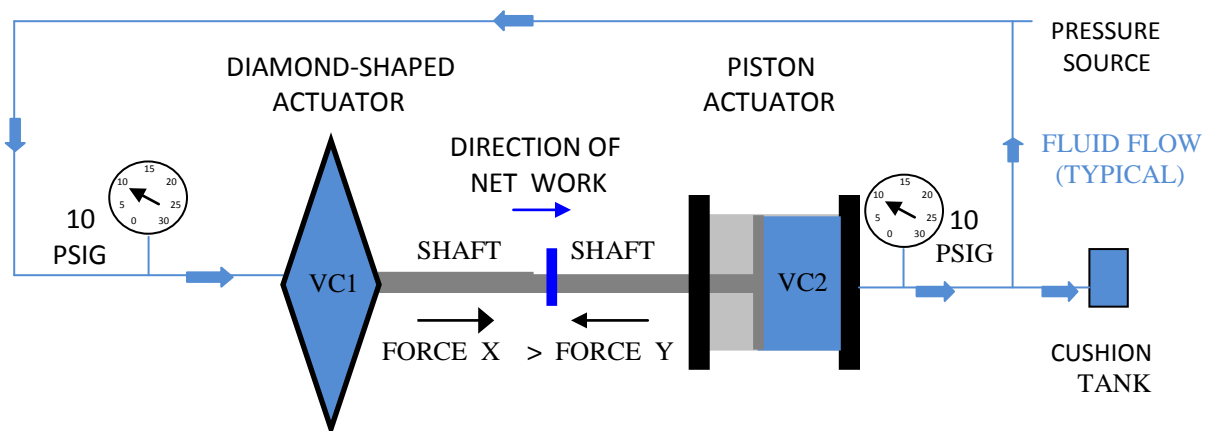 PRESSURE
SOURCE
DIAMOND-SHAPED
ACTUATOR
PISTON
ACTUATOR
DIRECTION OF
NET WORK
FLUID FLOW
(TYPICAL)
0 5 10 15 20 25 30
10
PSIG
0 5 10 15 20 25 30
10
PSIG
SHAFT SHAFT
VC1
VC2
FORCE X > FORCE Y
CUSHION
TANK